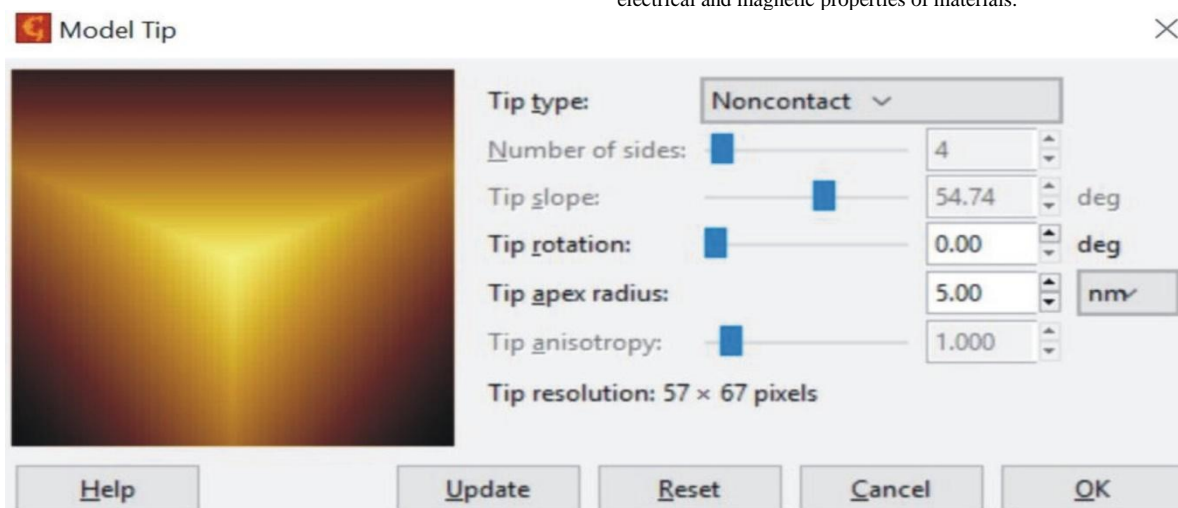 electrical and magnetic properties of materials.
Model Tip
Tip type: Noncontact
Number of sides: 4
Tip slope: 54.74 deg
Tip rotation: 0.00 deg
Tip apex radius: 5.00 nm
Tip anisotropy: 1.000
Tip resolution: 57 × 67 pixels
Help Update Reset Cancel OK